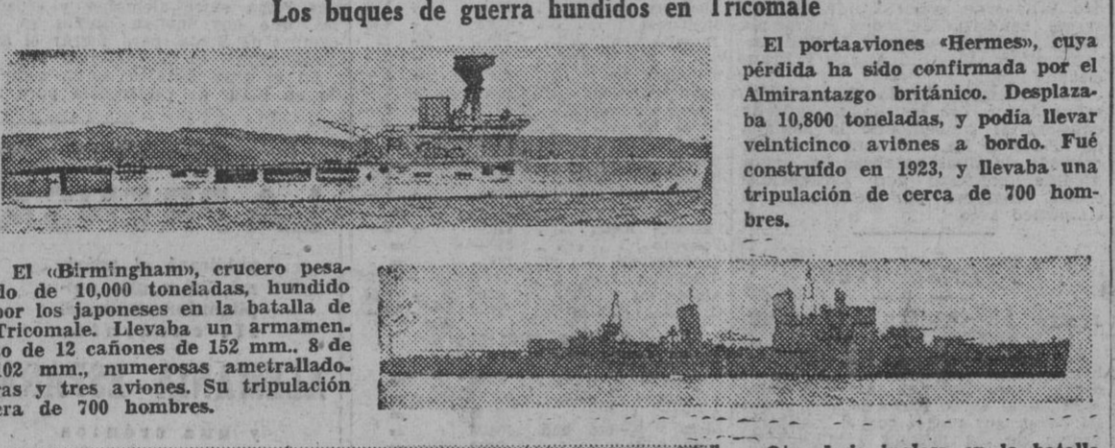 Los buques de guerra hundidos en Tricomale
El portaaviones «Hermes», cuya
pérdida ha sido confirmada por el
Almirantazgo británico. Desplaza-
ba 10,800 toneladas, y podía llevar
veinticinco aviones a bordo. Fué
construído en 1923, y llevaba una
tripulación de cerca de 700 hom-
bres.
El «Birmingham», crucero pesa-
do de 10,000 toneladas, hundido
por los japoneses en la batalla de
Tricomale. Llevaba un armamen-
o de 12 cañones de 152 mm., 8 de
102 mm., numerosas ametrallado-
ras y tres aviones. Su tripulación
era de 700 hombres.